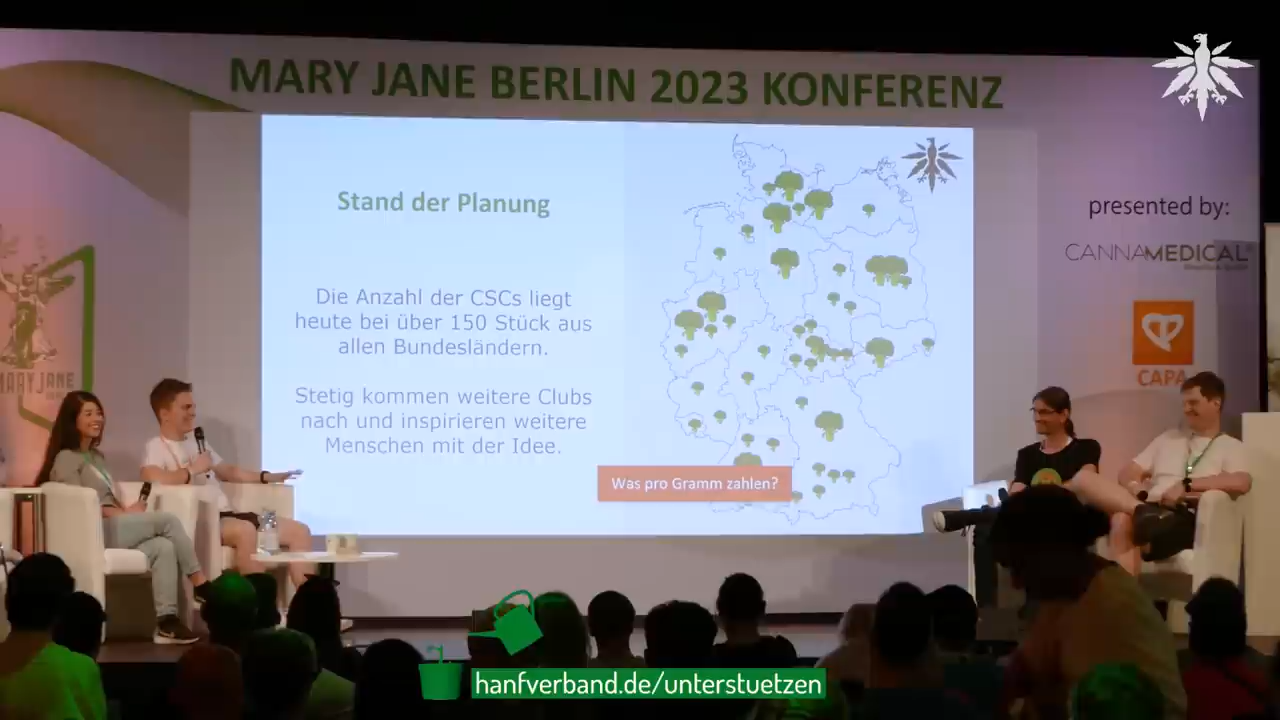 MARY JANE BERLIN 2023 KONFERENZ
Stand der Planung
Die Anzahl der CSCs liegt
heute bei über 150 Stück aus
allen Bundesländern.
Stetig kommen weitere Clubs
nach und inspirieren weitere
Menschen mit der Idee.
Was pro Gramm zahlen?
presented by:
CANNAMEDICAL®
CAPA
MARY JANE
hanfverband.de/unterstuetzen